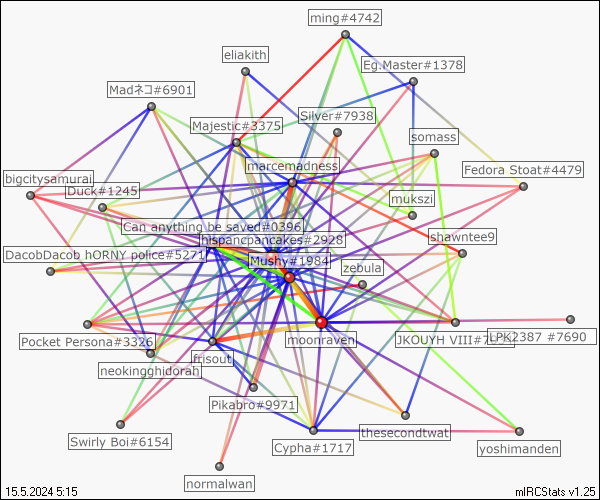 ming#4742
eliakith
Eg.Master#1378
Madネコ#6901
Silver#7938
Majestic#3375
somass
marcemadness
Fedora Stoat#4479
bigcitysamurai
Duck#1245
mukszi
Can anything be saved#0396
shawntee9
hispancpancakes#2928
DacobDacob hORNY police#5271
Mushy#1984
zebula
Pocket Persona#3326
moonraven
JKOUYH VIII#7
LPK2387 #7690
frisout
neokingghidorah
Pikabro#9971
Swirly Boi#6154
Cypha#1717
thesecondtwat
yoshimanden
normalwan
15.5.2024 5:15
mIRCStats v1.25